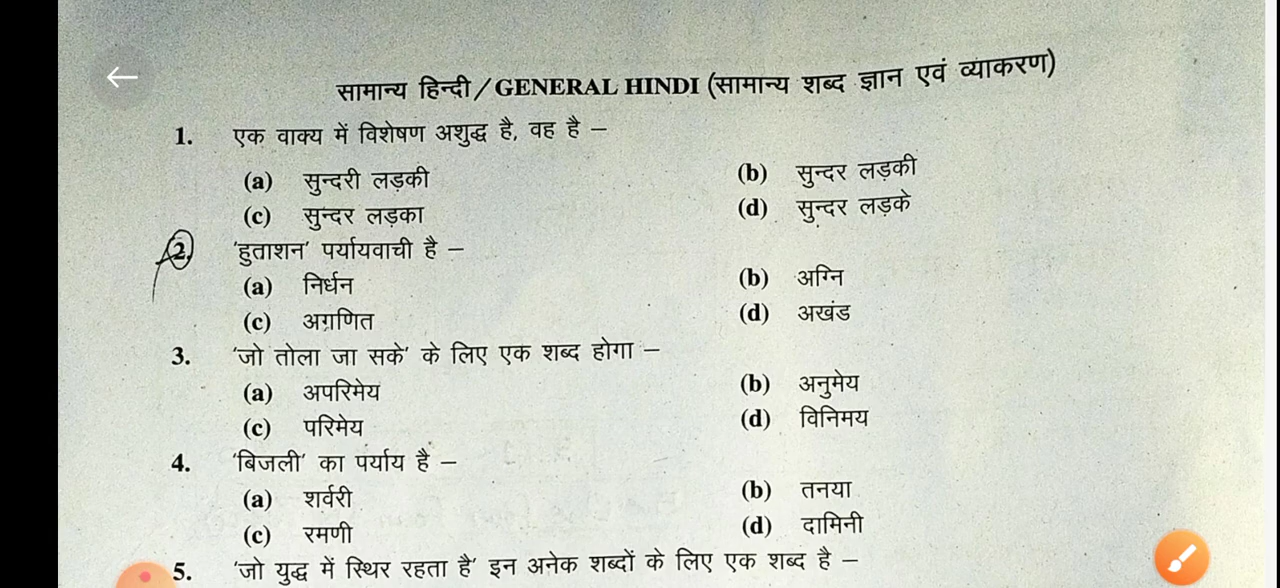 सामान्य हिन्दी/GENERAL HINDI (सामान्य शब्द ज्ञान एवं व्याकरण)
1. एक वाक्य में विशेषण अशुद्ध है, वह है –
(a) सुन्दरी लड़की (b) सुन्दर लड़की
(c) सुन्दर लड़का (d) सुन्दर लड़के
2. 'हुताशन' पर्यायवाची है –
(a) निर्धन (b) अग्नि
(c) अग़णित (d) अखंड
3. 'जो तोला जा सके' के लिए एक शब्द होगा –
(a) अपरिमेय (b) अनुमेय
(c) परिमेय (d) विनिमय
4. 'बिजली' का पर्याय है –
(a) शर्वरी (b) तनया
(c) रमणी (d) दामिनी
5. 'जो युद्ध में स्थिर रहता है' इन अनेक शब्दों के लिए एक शब्द है –